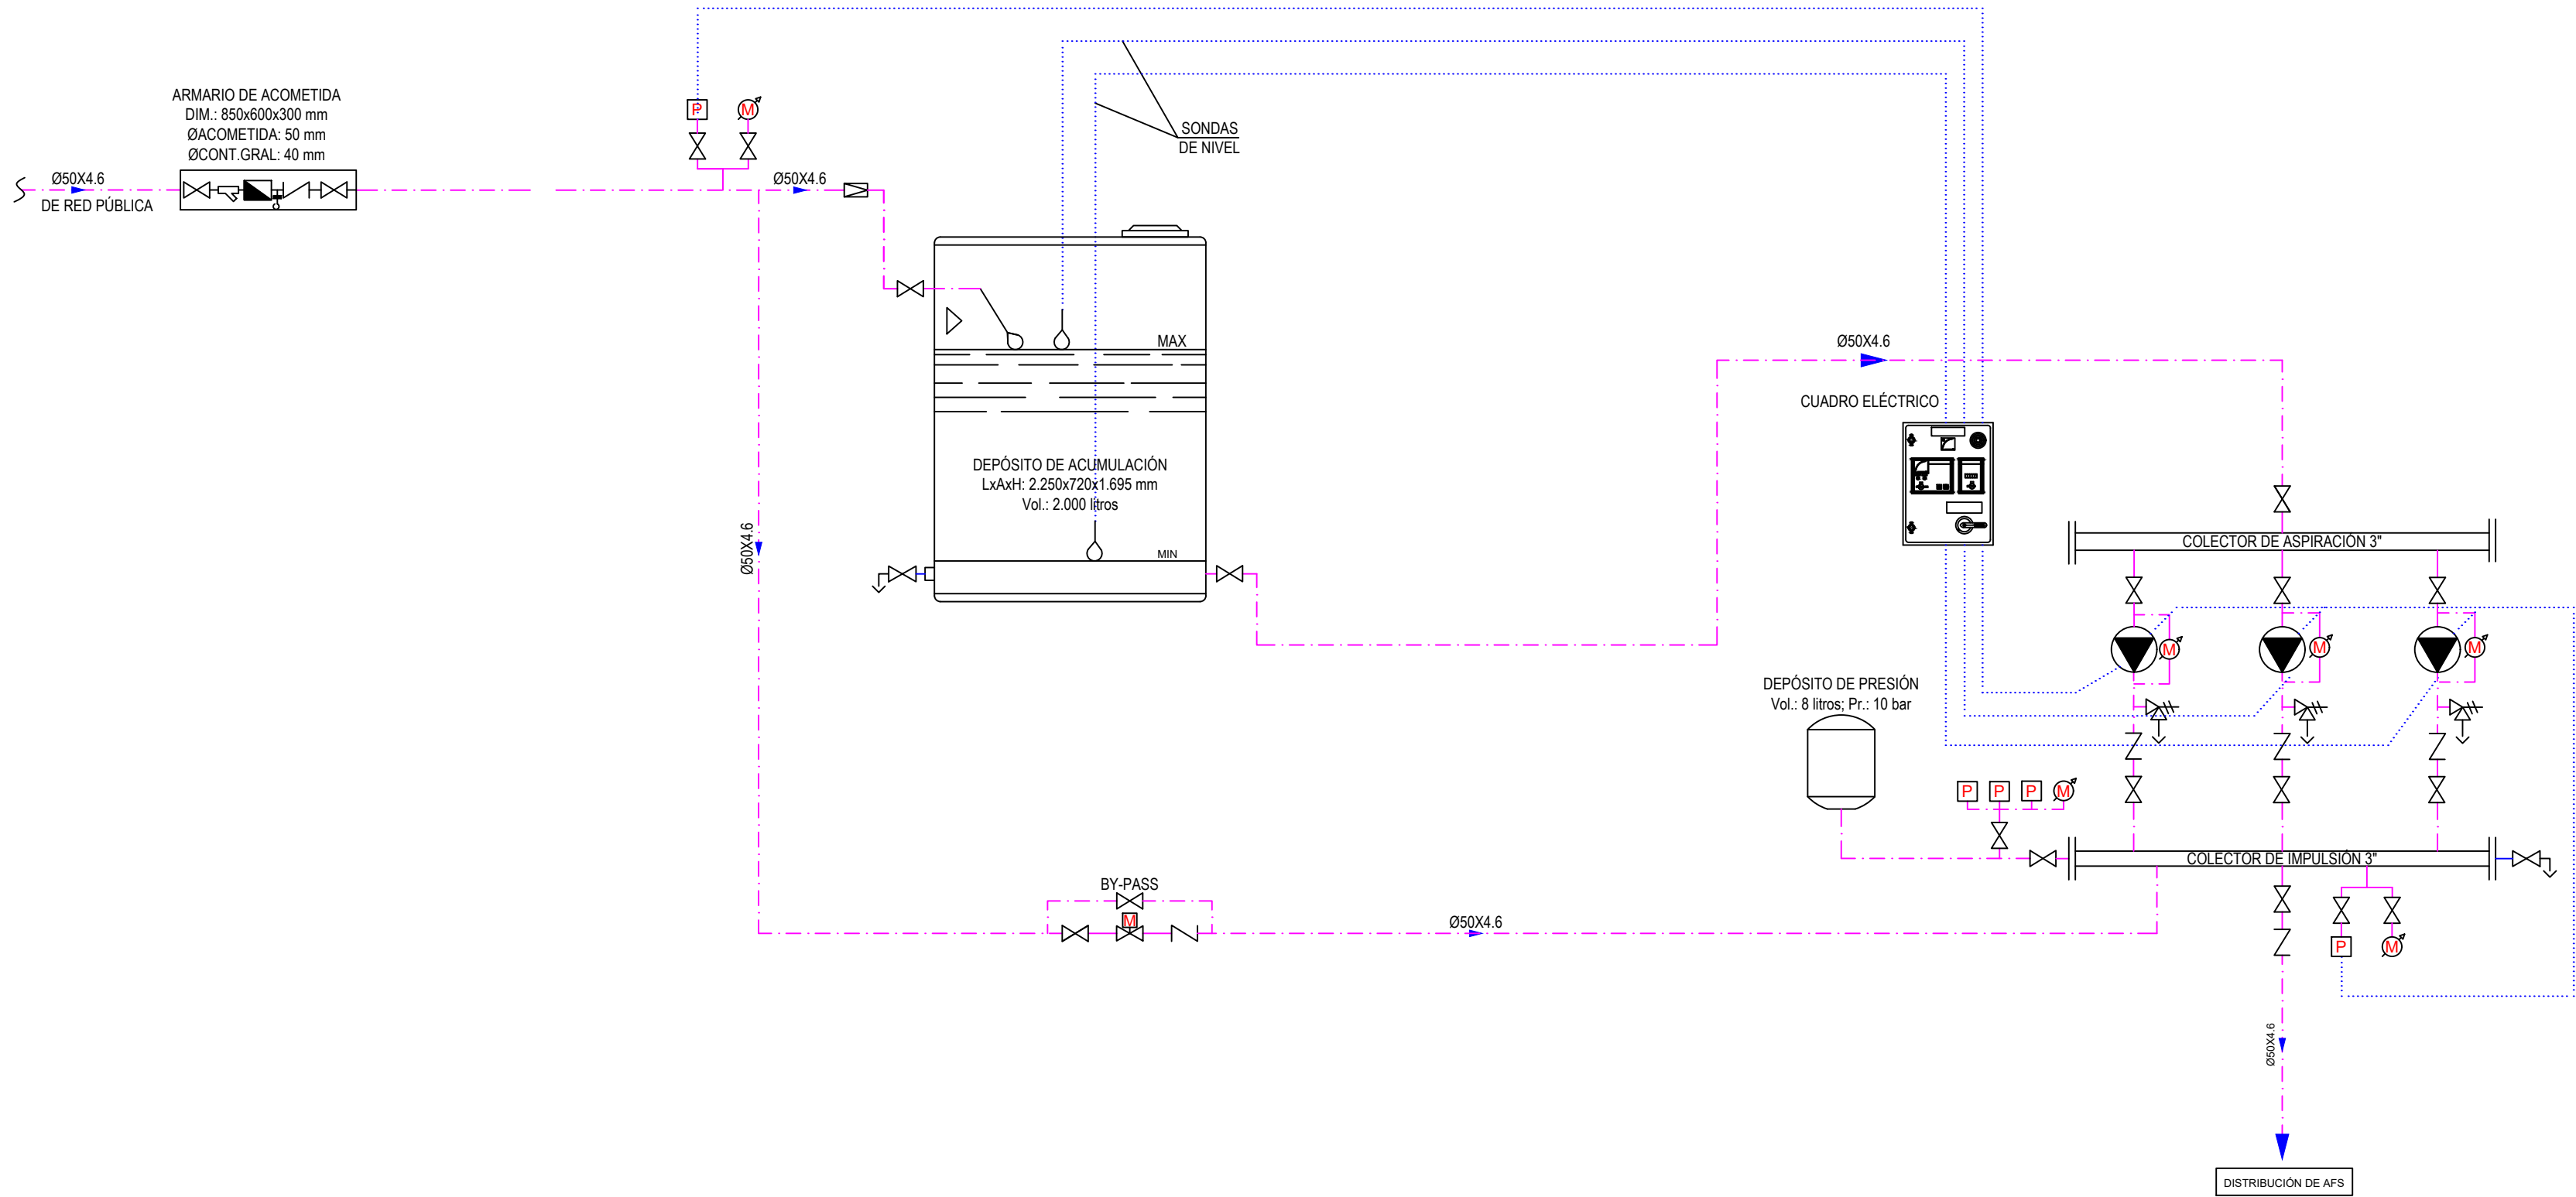 ARMARIO DE ACOMETIDA
DIM.: 850x600x300 mm
ØACOMETIDA: 50 mm
ØCONT.GRAL: 40 mm
Ø50X4.6
DE RED PÚBLICA
P
M
Ø50X4.6
SONDAS
DE NIVEL
MAX
DEPÓSITO DE ACUMULACIÓN
LxAxH: 2.250x720x1.695 mm
Vol.: 2.000 litros
MIN
Ø50X4.6
Ø50X4.6
CUADRO ELÉCTRICO
COLECTOR DE ASPIRACIÓN 3"
M
M
M
DEPÓSITO DE PRESIÓN
Vol.: 8 litros; Pr.: 10 bar
P
P
P
M
COLECTOR DE IMPULSIÓN 3"
BY-PASS
M
Ø50X4.6
P
M
Ø50X4.6
DISTRIBUCIÓN DE AFS